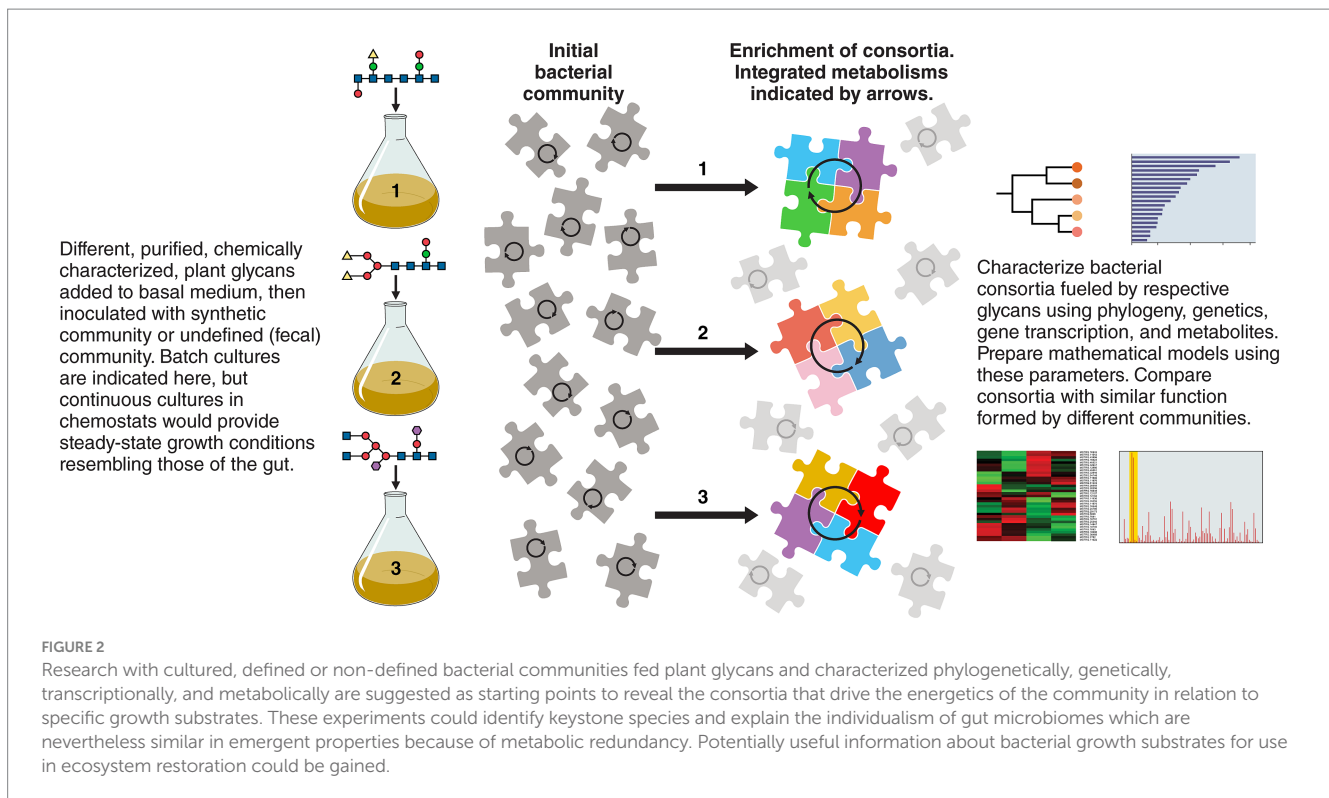 Initial
bacterial
community
Enrichment of consortia.
Integrated metabolisms
indicated by arrows.
Different, purified, chemically
characterized, plant glycans
added to basal medium, then
inoculated with synthetic
community or undefined (fecal)
community. Batch cultures
are indicated here, but
continuous cultures in
chemostats would provide
steady-state growth conditions
resembling those of the gut.
1
2
3
1
2
3
Characterize bacterial
consortia fueled by respective
glycans using phylogeny, genetics,
gene transcription, and metabolites.
Prepare mathematical models using
these parameters. Compare
consortia with similar function
formed by different communities.
FIGURE 2
Research with cultured, defined or non-defined bacterial communities fed plant glycans and characterized phylogenetically, genetically,
transcriptionally, and metabolically are suggested as starting points to reveal the consortia that drive the energetics of the community in relation to
specific growth substrates. These experiments could identify keystone species and explain the individualism of gut microbiomes which are
nevertheless similar in emergent properties because of metabolic redundancy. Potentially useful information about bacterial growth substrates for use
in ecosystem restoration could be gained.